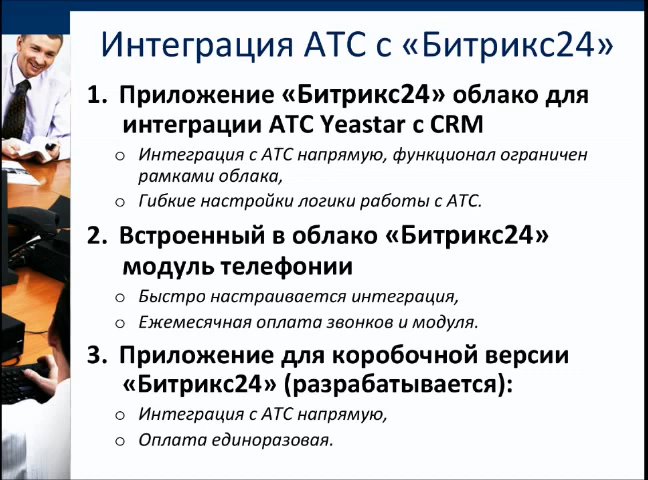 Интеграция АТС с «Битрикс24»
1. Приложение «Битрикс24» облако для
интеграции АТС Yeastar с CRM
o Интеграция с АТС напрямую, функционал ограничен
рамками облака,
o Гибкие настройки логики работы с АТС.
2. Встроенный в облако «Битрикс24»
модуль телефонии
o Быстро настраивается интеграция,
o Ежемесячная оплата звонков и модуля.
3. Приложение для коробочной версии
«Битрикс24» (разрабатывается):
o Интеграция с АТС напрямую,
o Оплата единоразовая.